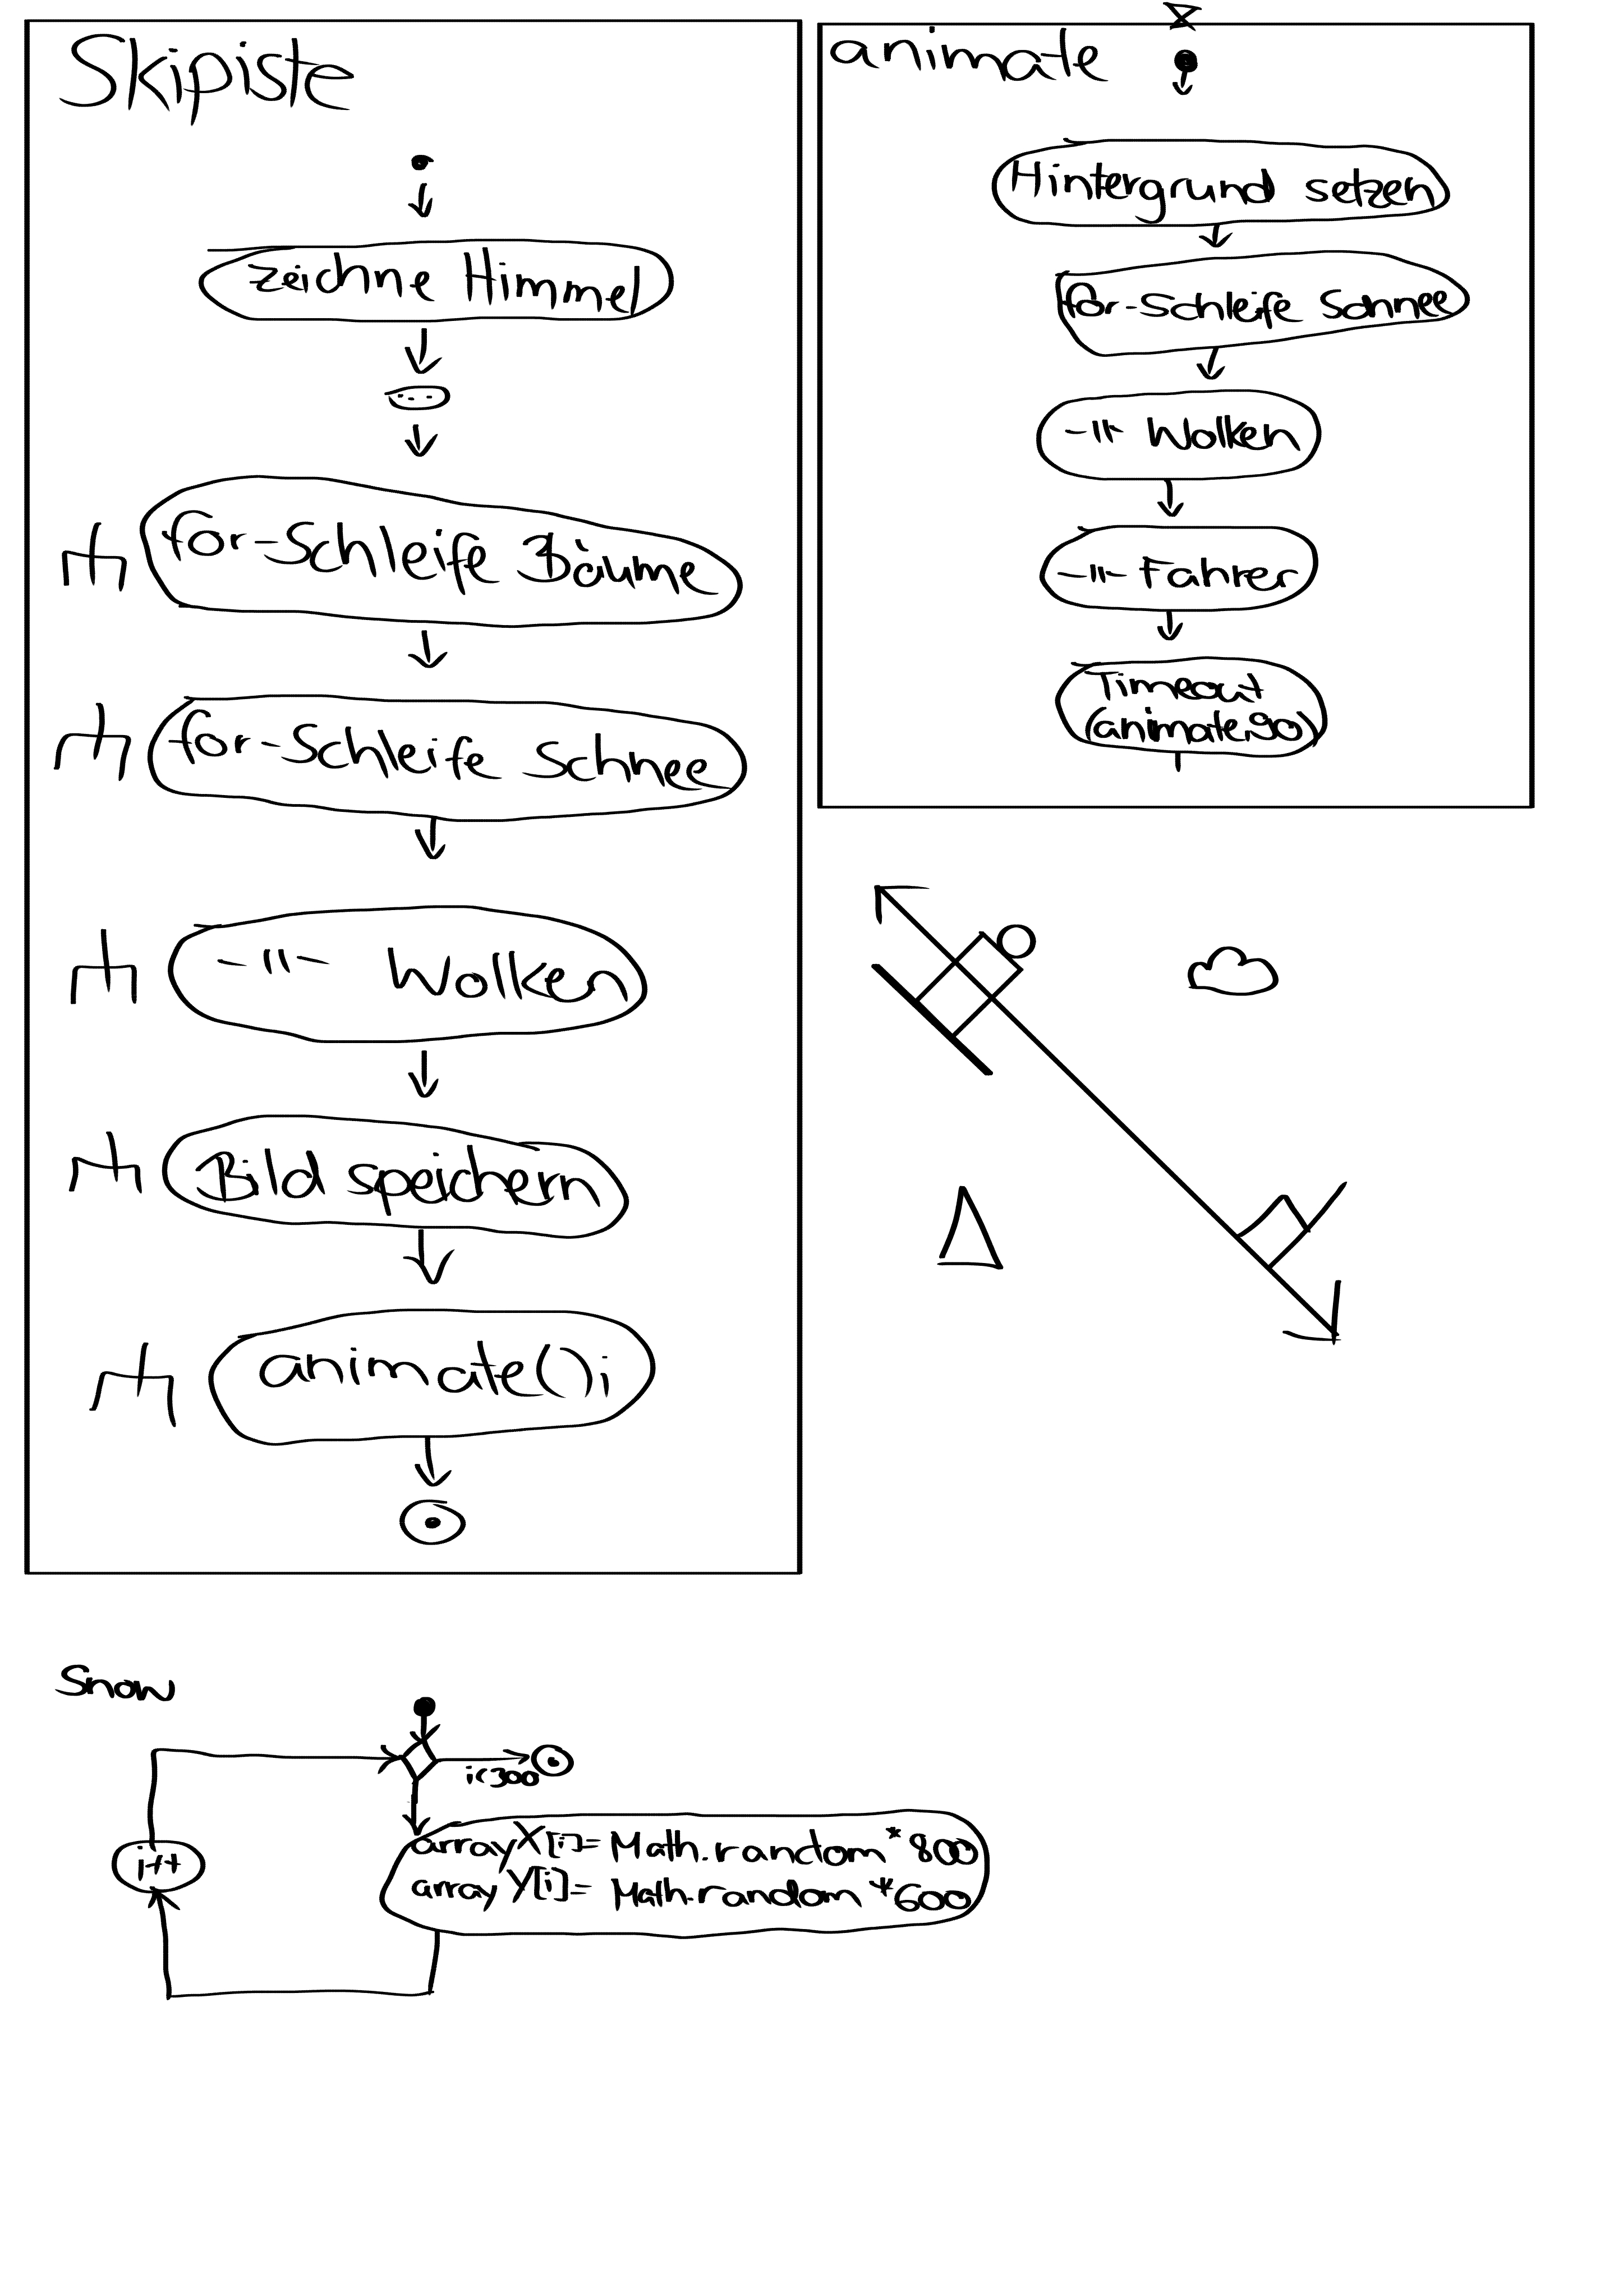 Skipiste
zeichne Himmel
...
for-Schleife Bäume
for-Schleife Schnee
-"- Wolken
Bild speichern
animate();
animate
Hintergrund setzen
for-Schleife Schnee
-"- Wolken
-"- Fahrer
Timeout
(animate,90)
Snow
i<300
i++
arrayX[i]= Math.random*800
arrayY[i]= Math.random*600